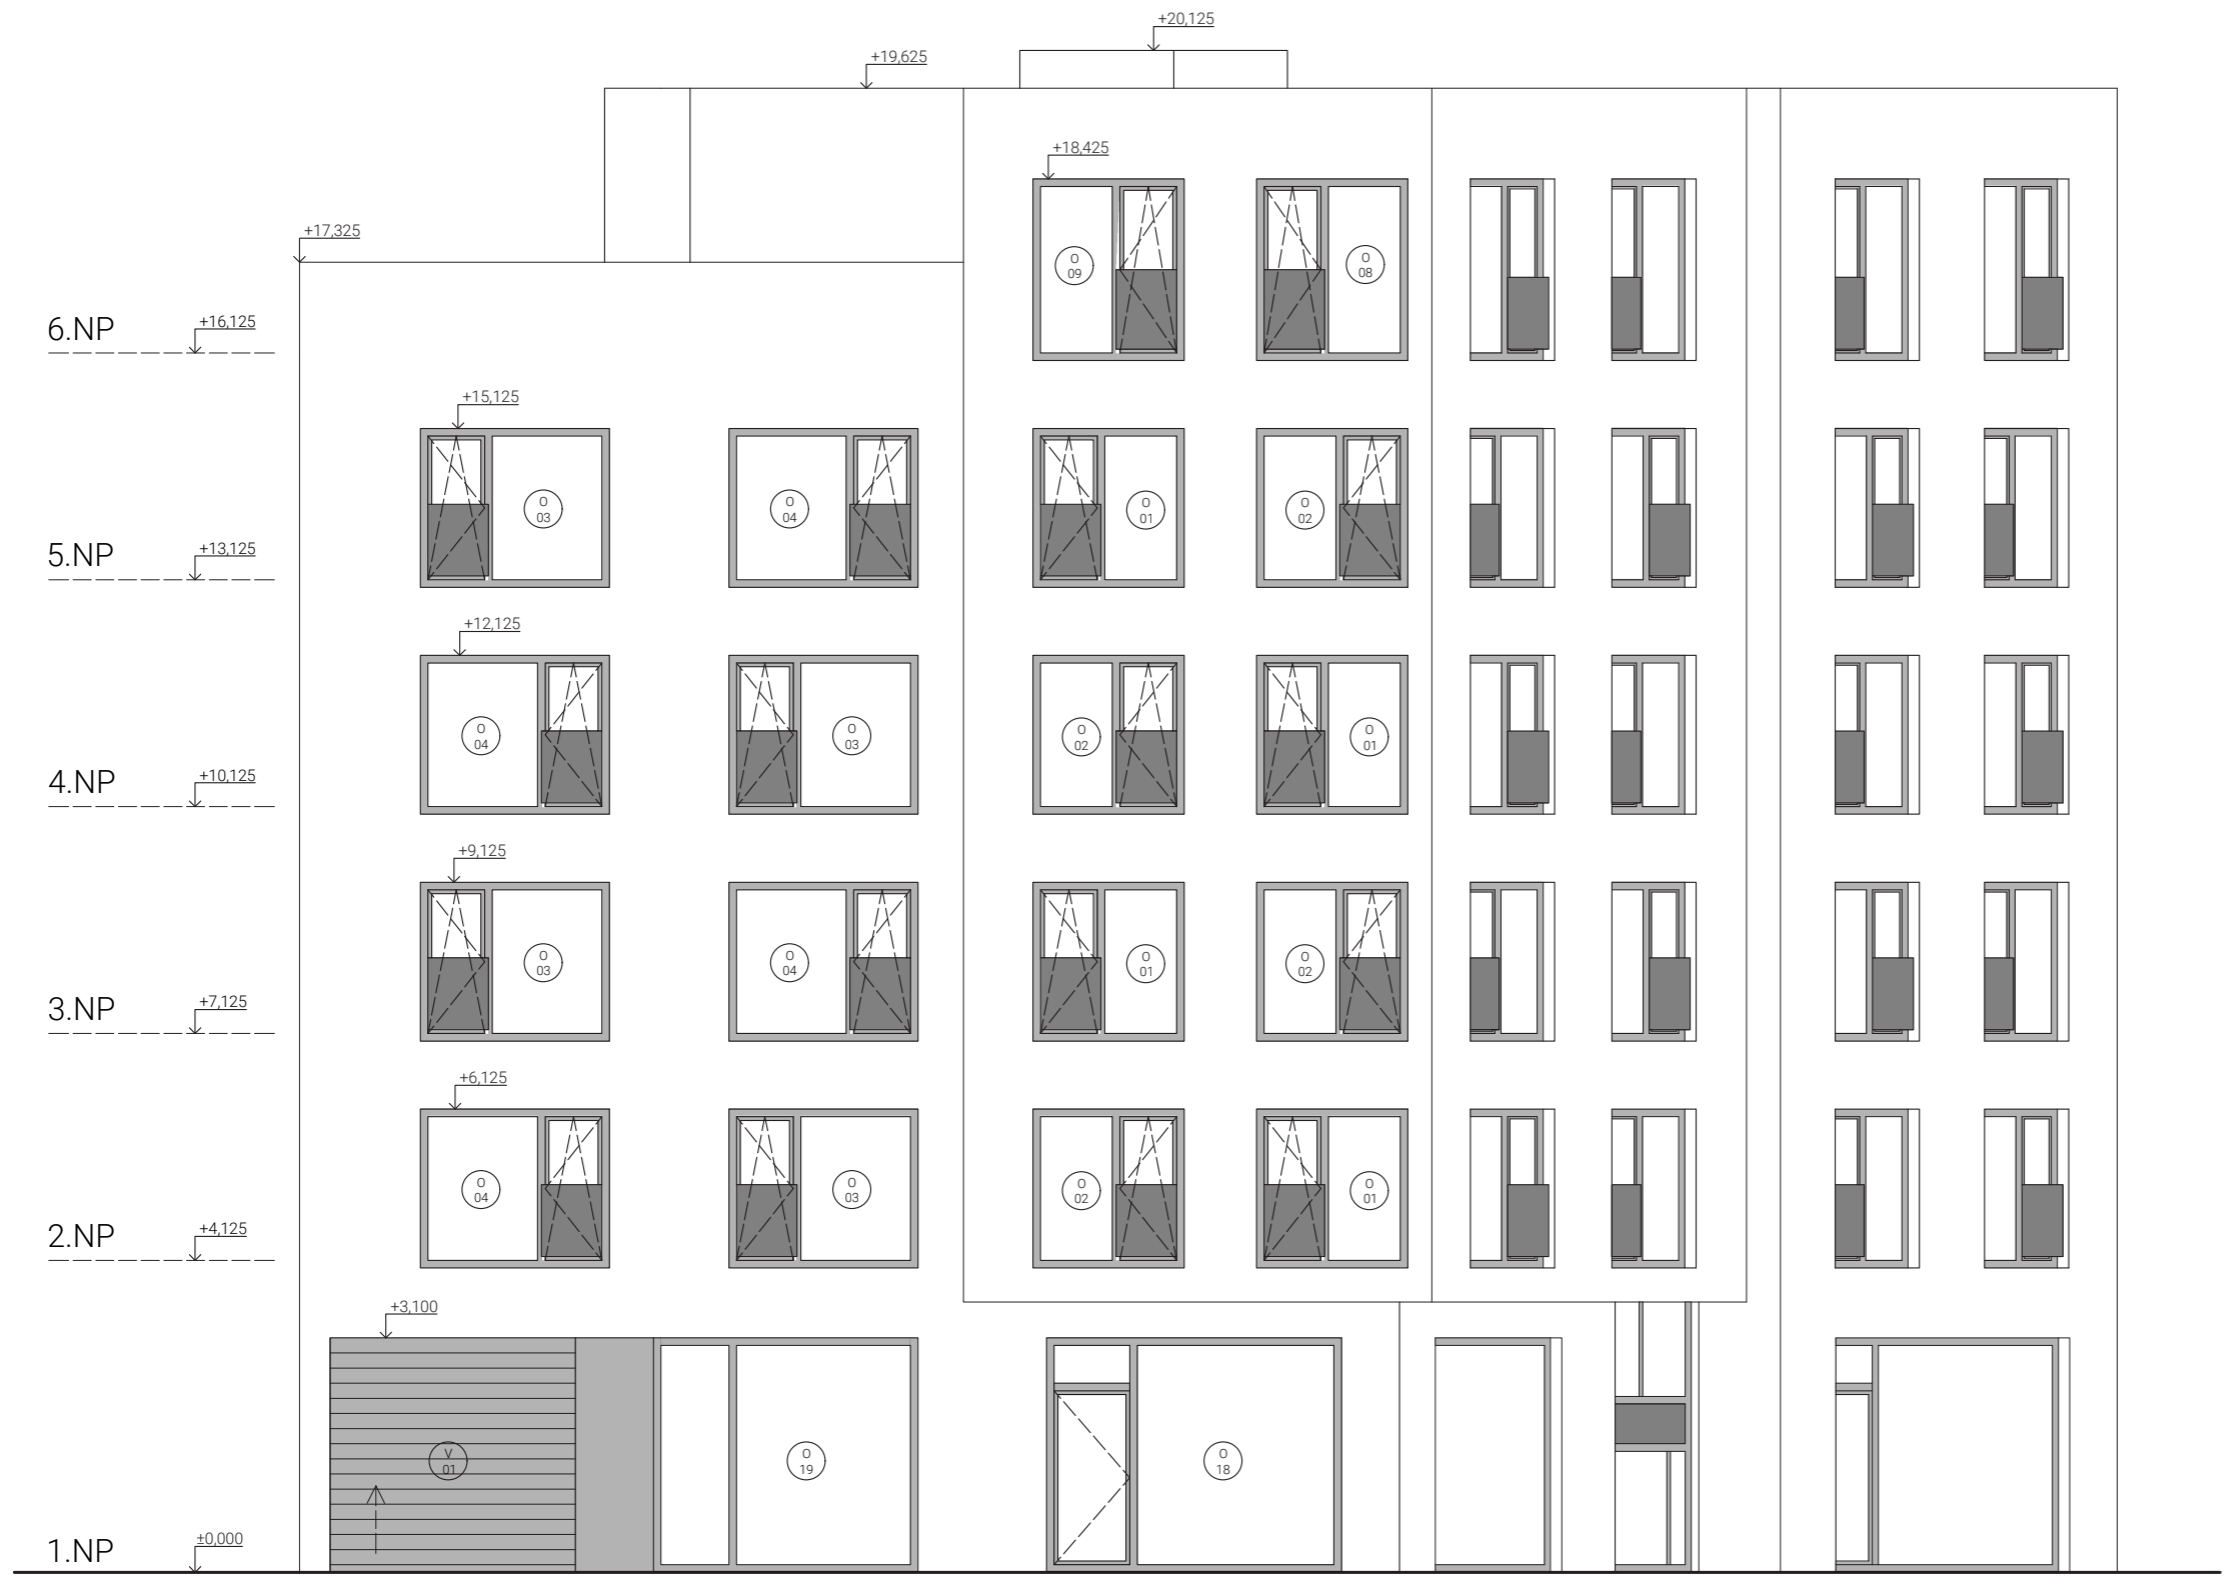 +20,125
+19,625
+18,425
+17,325
O
09
O
08
6.NP
+16,125
+15,125
O
03
O
04
O
01
O
02
5.NP
+13,125
+12,125
O
04
O
03
O
02
O
01
4.NP
+10,125
+9,125
O
03
O
04
O
01
O
02
3.NP
+7,125
+6,125
O
04
O
03
O
02
O
01
2.NP
+4,125
+3,100
V
01
O
19
O
18
1.NP
±0,000